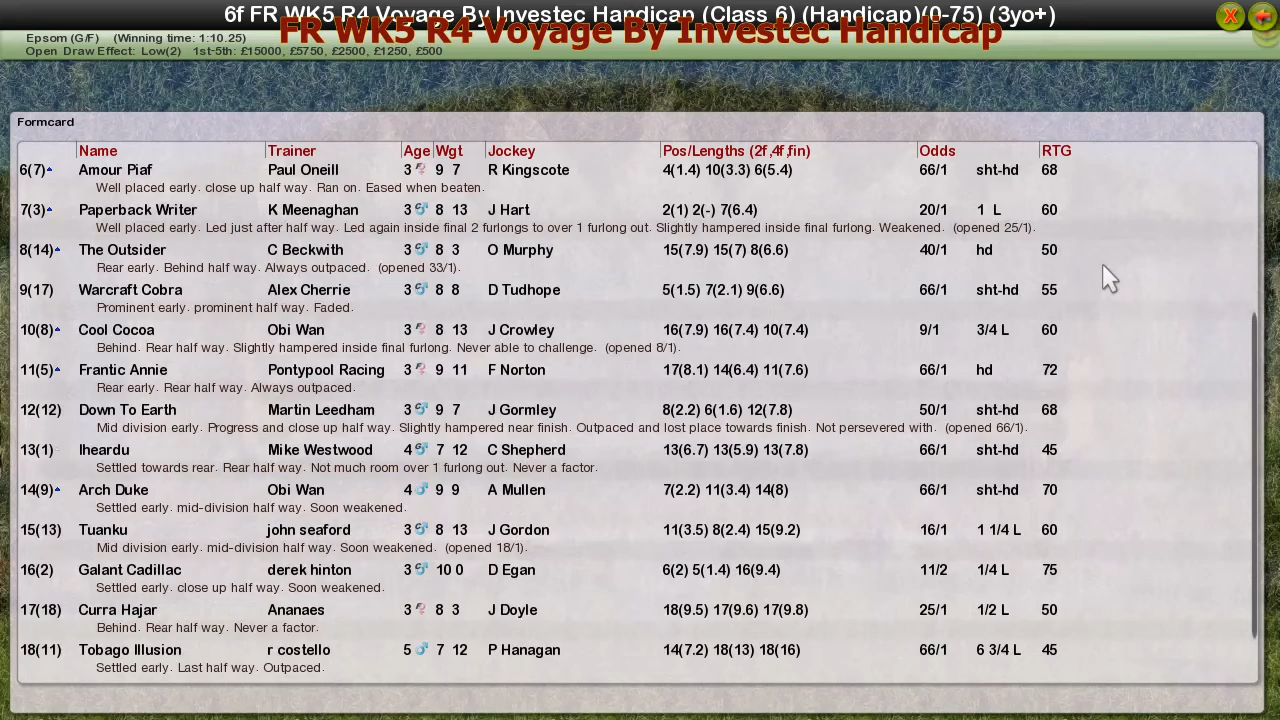 6f FR WK5 R4 Voyage By Investec Handicap (Class 6) (Handicap)(0-75) (3yo+)
FR WK5 R4 Voyage By Investec Handicap
Epsom (G/F) (Winning time: 1:10.25)
Open Draw Effect: Low(2) 1st-5th: £15000, £5750, £2500, £1250, £500
Formcard
Name Trainer Age Wgt Jockey Pos/Lengths (2f,4f,fin) Odds RTG
6(7) Amour Piaf Paul Oneill 3 9 7 R Kingscote 4(1.4) 10(3.3) 6(5.4) 66/1 sht-hd 68
Well placed early. close up half way. Ran on. Eased when beaten.
7(3) Paperback Writer K Meenaghan 3 8 13 J Hart 2(1) 2(-) 7(6.4) 20/1 1 L 60
Well placed early. Led just after half way. Led again inside final 2 furlongs to over 1 furlong out. Slightly hampered inside final furlong. Weakened. (opened 25/1).
8(14) The Outsider C Beckwith 3 8 3 O Murphy 15(7.9) 15(7) 8(6.6) 40/1 hd 50
Rear early. Behind half way. Always outpaced. (opened 33/1).
9(17) Warcraft Cobra Alex Cherrie 3 8 8 D Tudhope 5(1.5) 7(2.1) 9(6.6) 66/1 sht-hd 55
Prominent early. prominent half way. Faded.
10(8) Cool Cocoa Obi Wan 3 8 13 J Crowley 16(7.9) 16(7.4) 10(7.4) 9/1 3/4 L 60
Behind. Rear half way. Slightly hampered inside final furlong. Never able to challenge. (opened 8/1).
11(5) Frantic Annie Pontypool Racing 3 9 11 F Norton 17(8.1) 14(6.4) 11(7.6) 66/1 hd 72
Rear early. Rear half way. Always outpaced.
12(12) Down To Earth Martin Leedham 3 9 7 J Gormley 8(2.2) 6(1.6) 12(7.8) 50/1 sht-hd 68
Mid division early. Progress and close up half way. Slightly hampered near finish. Outpaced and lost place towards finish. Not persevered with. (opened 66/1).
13(1) Iheardu Mike Westwood 4 7 12 C Shepherd 13(6.7) 13(5.9) 13(7.8) 66/1 sht-hd 45
Settled towards rear. Rear half way. Not much room over 1 furlong out. Never a factor.
14(9) Arch Duke Obi Wan 4 9 9 A Mullen 7(2.2) 11(3.4) 14(8) 66/1 sht-hd 70
Settled early. mid-division half way. Soon weakened.
15(13) Tuanku john seaford 3 8 13 J Gordon 11(3.5) 8(2.4) 15(9.2) 16/1 1 1/4 L 60
Mid division early. mid-division half way. Soon weakened. (opened 18/1).
16(2) Galant Cadillac derek hinton 3 10 0 D Egan 6(2) 5(1.4) 16(9.4) 11/2 1/4 L 75
Settled early. close up half way. Soon weakened.
17(18) Curra Hajar Ananaes 3 8 3 J Doyle 18(9.5) 17(9.6) 17(9.8) 25/1 1/2 L 50
Behind. Rear half way. Never a factor.
18(11) Tobago Illusion r costello 5 7 12 P Hanagan 14(7.2) 18(13) 18(16) 66/1 6 3/4 L 45
Settled early. Last half way. Outpaced.